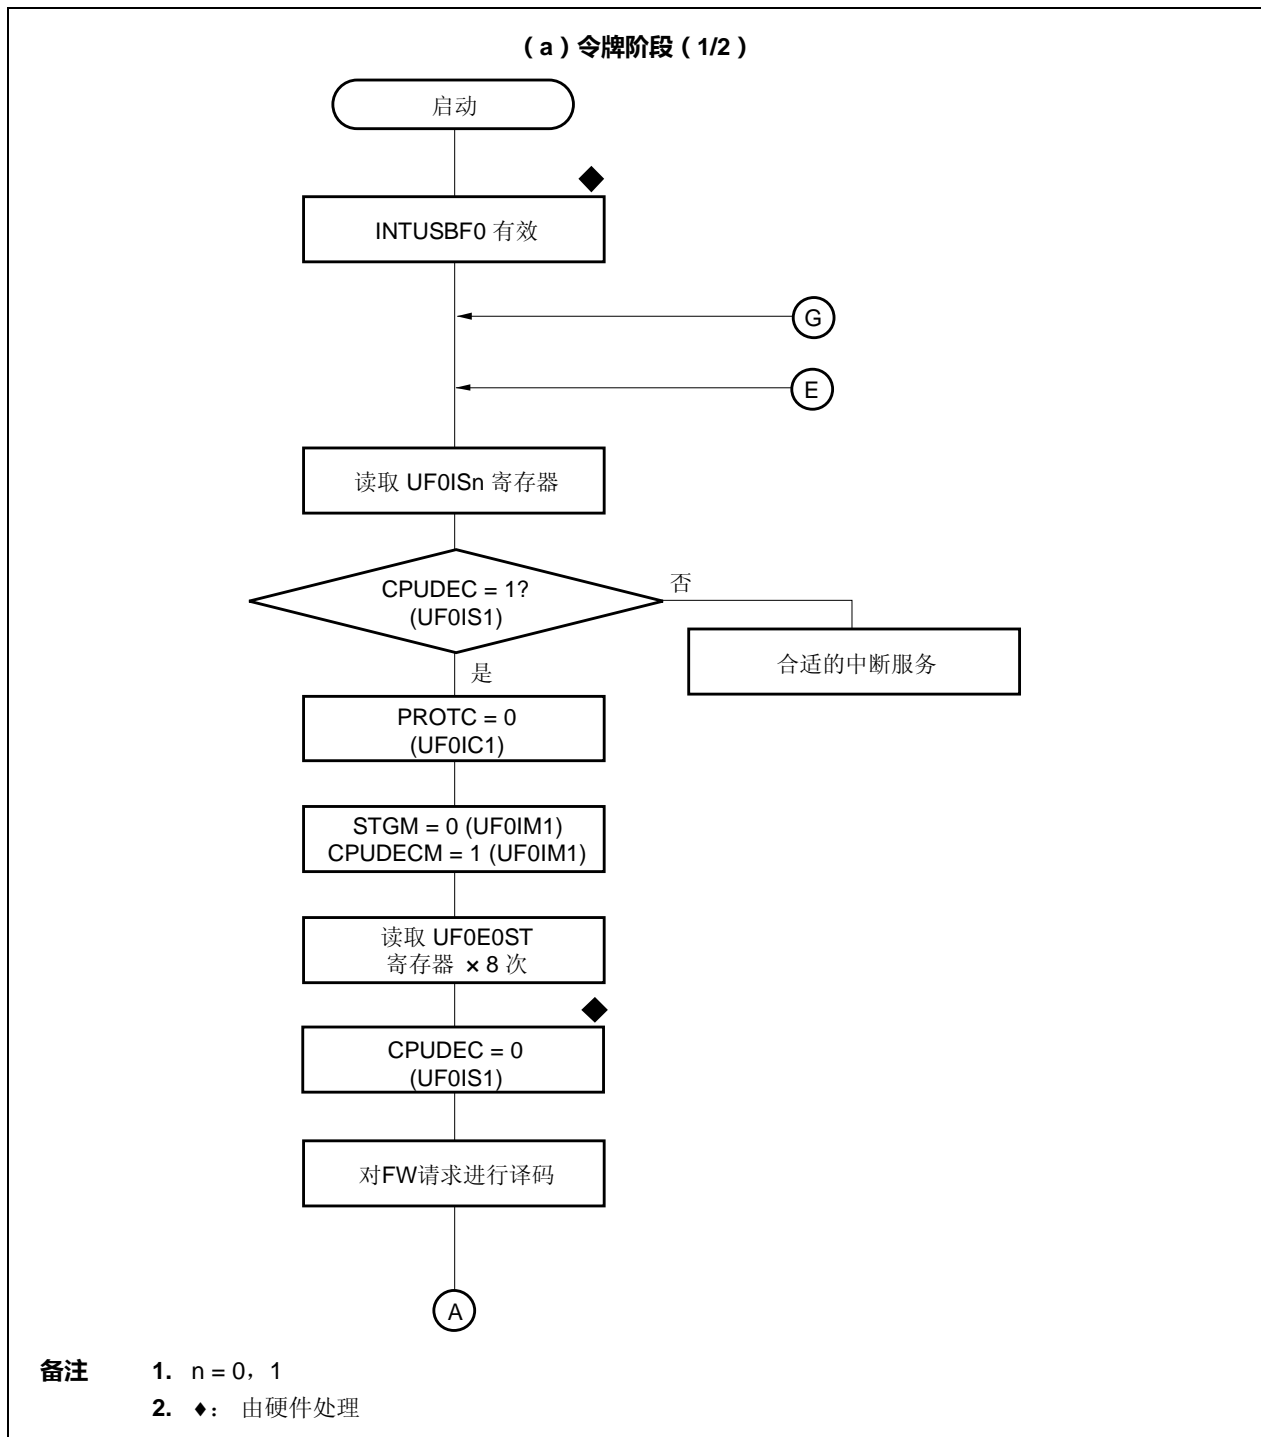 （a）令牌阶段（1/2）
启动
INTUSBF0 有效
G
E
读取 UF0ISn 寄存器
CPUDEC = 1?
(UF0IS1)
否
合适的中断服务
是
PROTC = 0
(UF0IC1)
STGM = 0 (UF0IM1)
CPUDECM = 1 (UF0IM1)
读取 UF0E0ST
寄存器 × 8 次
CPUDEC = 0
(UF0IS1)
对FW请求进行译码
A
备注 1. n = 0，1
2. ♦： 由硬件处理